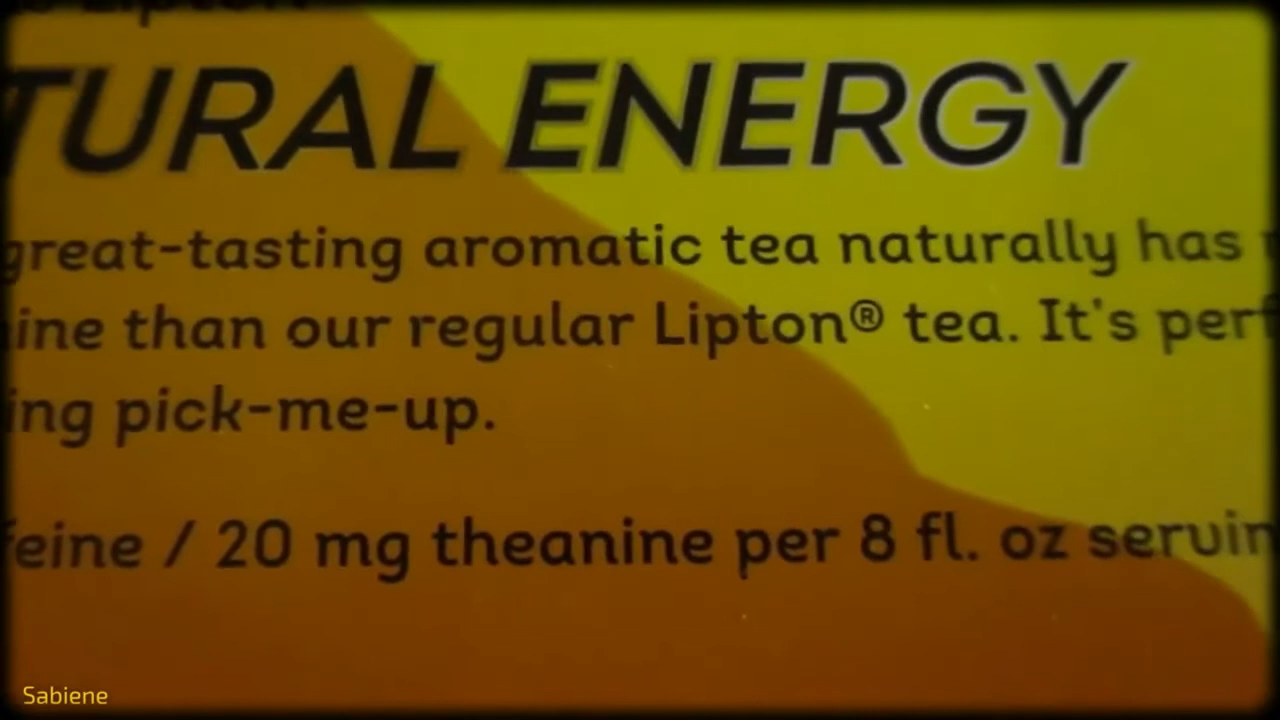 TURAL ENERGY
great-tasting aromatic tea naturally has
ine than our regular Lipton® tea. It's perf
ing pick-me-up.
feine / 20 mg theanine per 8 fl. oz servin
Sabiene